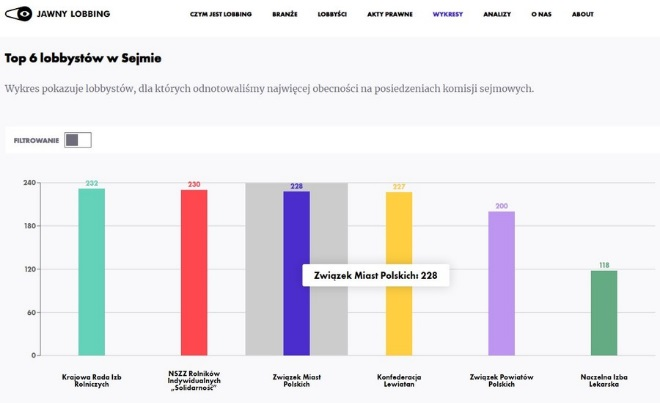 JAWNY LOBBING
CZYM JEST LOBBING BRANŻE LOBBYŚCI AKTY PRAWNE WYKRESY ANALIZY O NAS ABOUT
Top 6 lobbystów w Sejmie
Wykres pokazuje lobbystów, dla których odnotowaliśmy najwięcej obecności na posiedzeniach komisji sejmowych.
FILTROWANIE
240
180
120
60
0
232
230
228
227
200
118
Związek Miast Polskich: 228
Krajowa Rada Izb
Rolniczych
NSZZ Rolników
Indywidualnych
„Solidarność”
Związek Miast
Polskich
Konfederacja
Lewiatan
Związek Powiatów
Polskich
Naczelna Izba
Lekarska